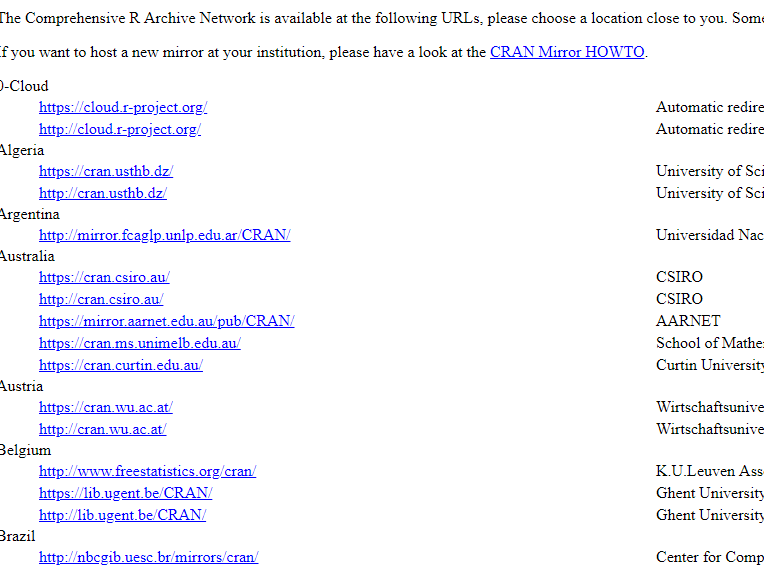 The Comprehensive R Archive Network is available at the following URLs, please choose a location close to you. Some
If you want to host a new mirror at your institution, please have a look at the CRAN Mirror HOWTO.
0-Cloud
https://cloud.r-project.org/ Automatic redire
http://cloud.r-project.org/ Automatic redire
Algeria
https://cran.usthb.dz/ University of Sci
http://cran.usthb.dz/ University of Sci
Argentina
http://mirror.fcaglp.unlp.edu.ar/CRAN/ Universidad Nac
Australia
https://cran.csiro.au/ CSIRO
http://cran.csiro.au/ CSIRO
https://mirror.aarnet.edu.au/pub/CRAN/ AARNET
https://cran.ms.unimelb.edu.au/ School of Mathe
https://cran.curtin.edu.au/ Curtin University
Austria
https://cran.wu.ac.at/ Wirtschaftsunive
http://cran.wu.ac.at/ Wirtschaftsunive
Belgium
http://www.freestatistics.org/cran/ K.U.Leuven Ass
https://lib.ugent.be/CRAN/ Ghent University
http://lib.ugent.be/CRAN/ Ghent University
Brazil
http://nbcgib.uesc.br/mirrors/cran/ Center for Comp